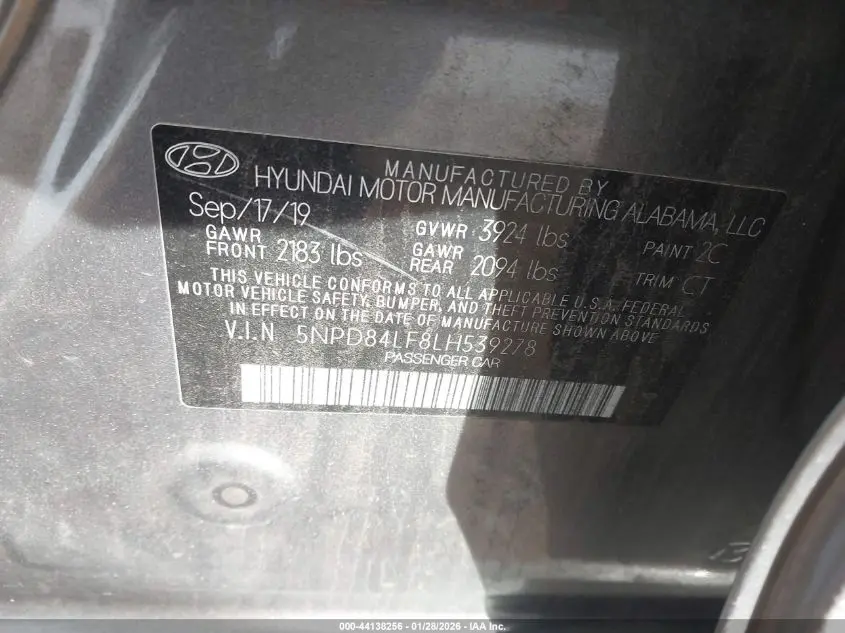 MANUFACTURED BY
HYUNDAI MOTOR MANUFACTURING ALABAMA, LLC
Sep/17/19
GAWR FRONT 2183 lbs
GVWR 3924 lbs
GAWR REAR 2094 lbs
PAINT 2C
TRIM CT
THIS VEHICLE CONFORMS TO ALL APPLICABLE U.S.A. FEDERAL
MOTOR VEHICLE SAFETY, BUMPER, AND THEFT PREVENTION STANDARDS
IN EFFECT ON THE DATE OF MANUFACTURE SHOWN ABOVE
V.I.N 5NPD84LF8LH539278
PASSENGER CAR
000-44138256 - 01/28/2026 - IAA Inc.